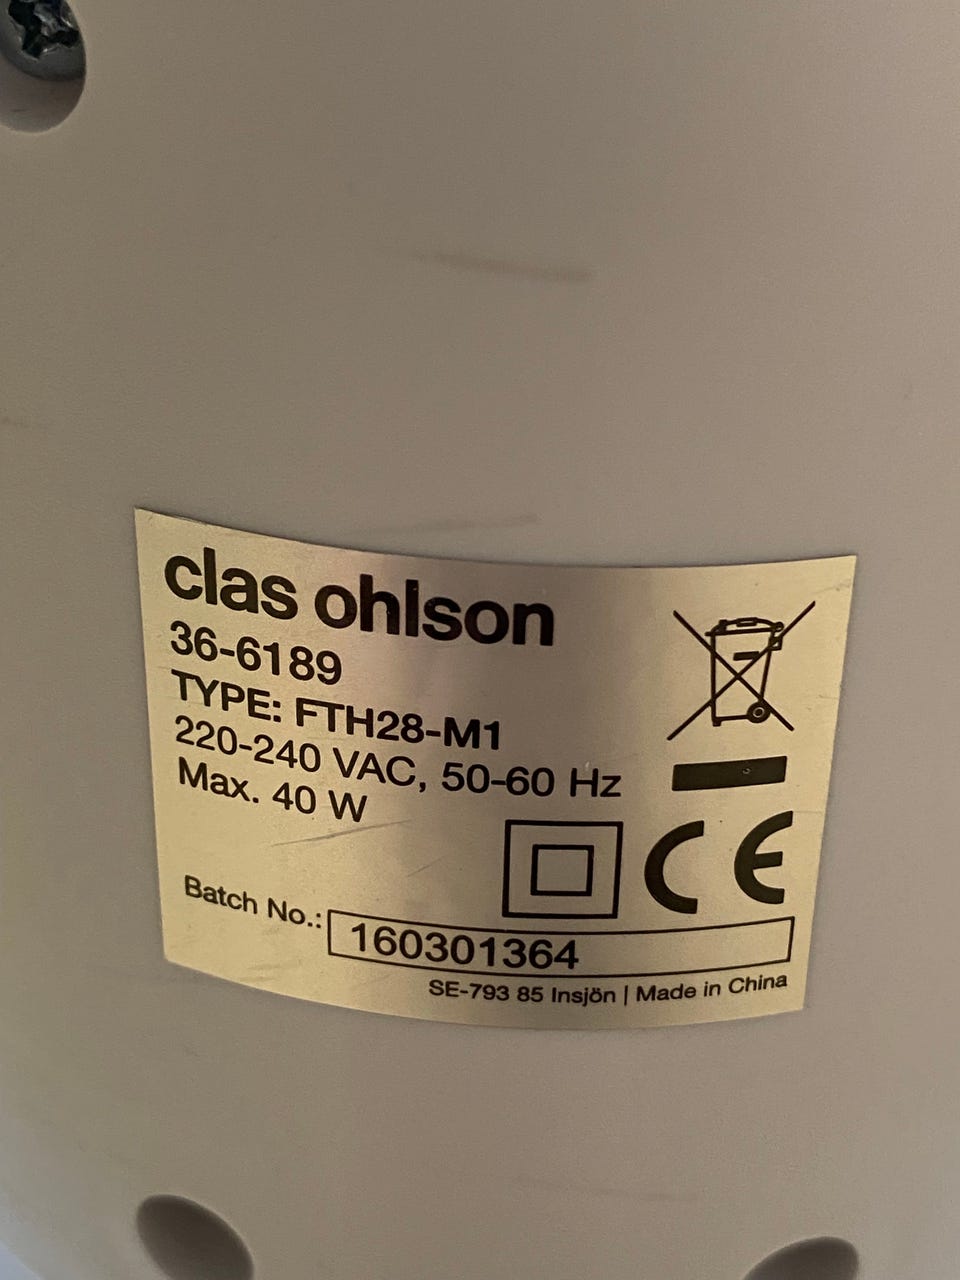 clas ohlson
36-6189
TYPE: FTH28-M1
220-240 VAC, 50-60 Hz
Max. 40 W
CE
Batch No.: 160301364
SE-793 85 Insjön | Made in China